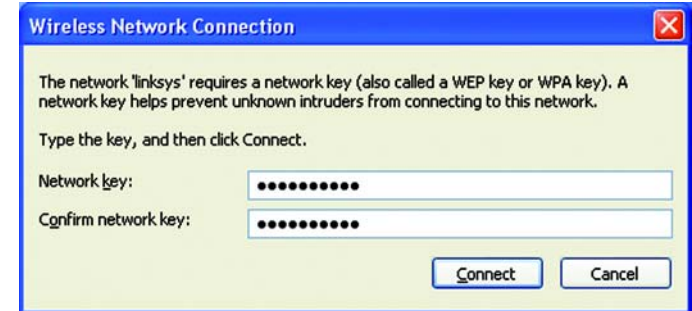 Wireless Network Connection
The network 'linksys' requires a network key (also called a WEP key or WPA key). A
network key helps prevent unknown intruders from connecting to this network.
Type the key, and then click Connect.
Network key: ●●●●●●●●●●
Confirm network key: ●●●●●●●●●●
Connect Cancel